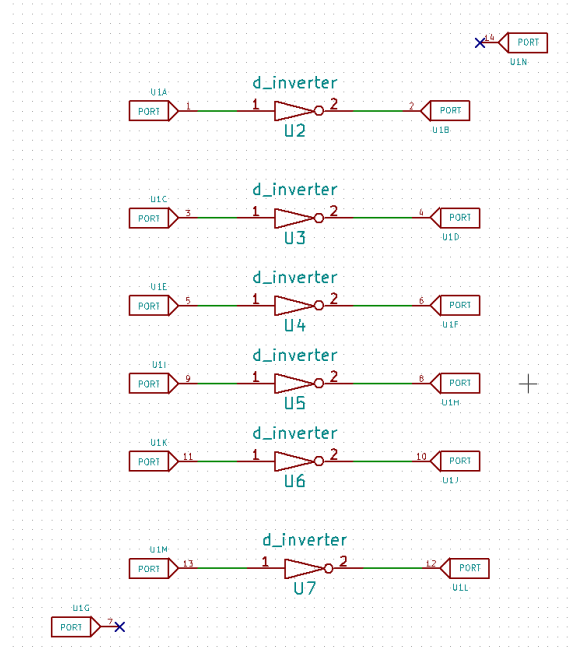 14 PORT
U1N
d_inverter
U1A
PORT 1 1 2 2 PORT
U2 U1B
d_inverter
U1C
PORT 3 1 2 4 PORT
U3 U1D
d_inverter
U1E
PORT 5 1 2 6 PORT
U4 U1F
d_inverter
U1I
PORT 9 1 2 8 PORT
U5 U1H
d_inverter
U1K
PORT 11 1 2 10 PORT
U6 U1J
d_inverter
U1M
PORT 13 1 2 12 PORT
U7 U1L
U1G
PORT 7